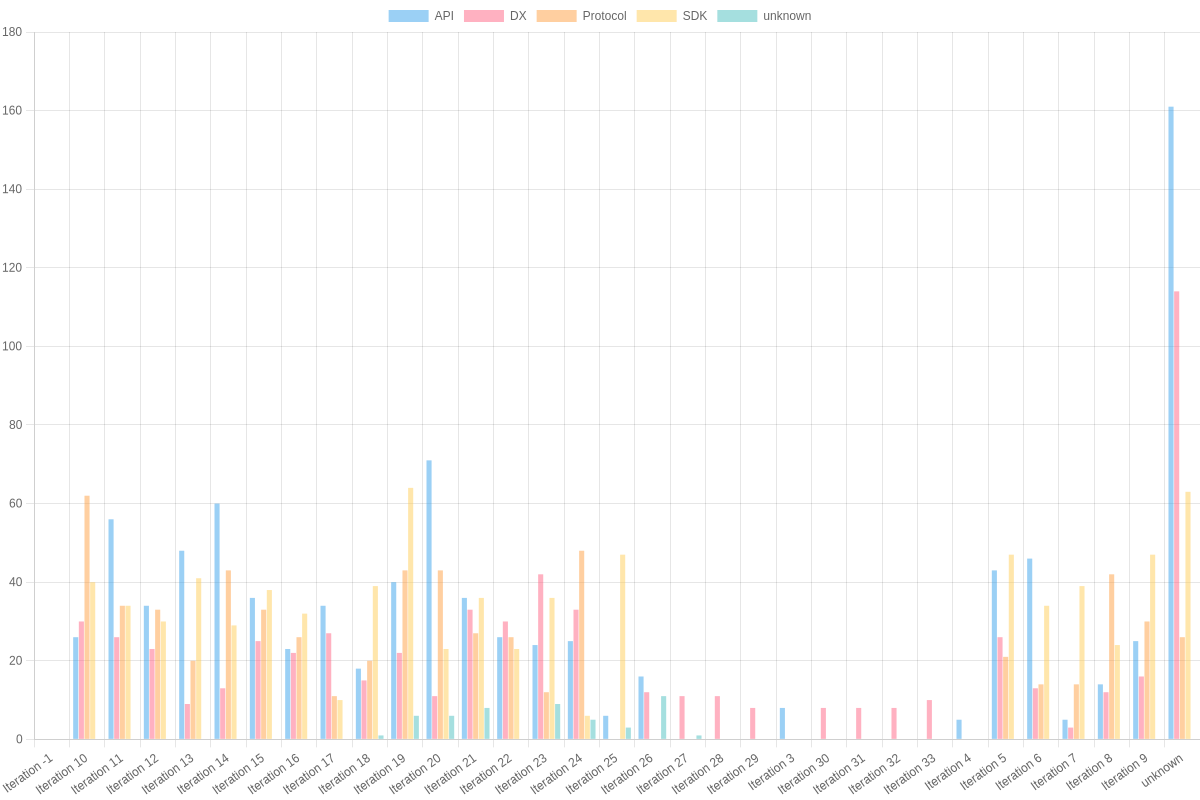 API DX Protocol SDK unknown
180
160
140
120
100
80
60
40
20
0
Iteration -1
Iteration 10
Iteration 11
Iteration 12
Iteration 13
Iteration 14
Iteration 15
Iteration 16
Iteration 17
Iteration 18
Iteration 19
Iteration 20
Iteration 21
Iteration 22
Iteration 23
Iteration 24
Iteration 25
Iteration 26
Iteration 27
Iteration 28
Iteration 29
Iteration 3
Iteration 30
Iteration 31
Iteration 32
Iteration 33
Iteration 4
Iteration 5
Iteration 6
Iteration 7
Iteration 8
Iteration 9
unknown